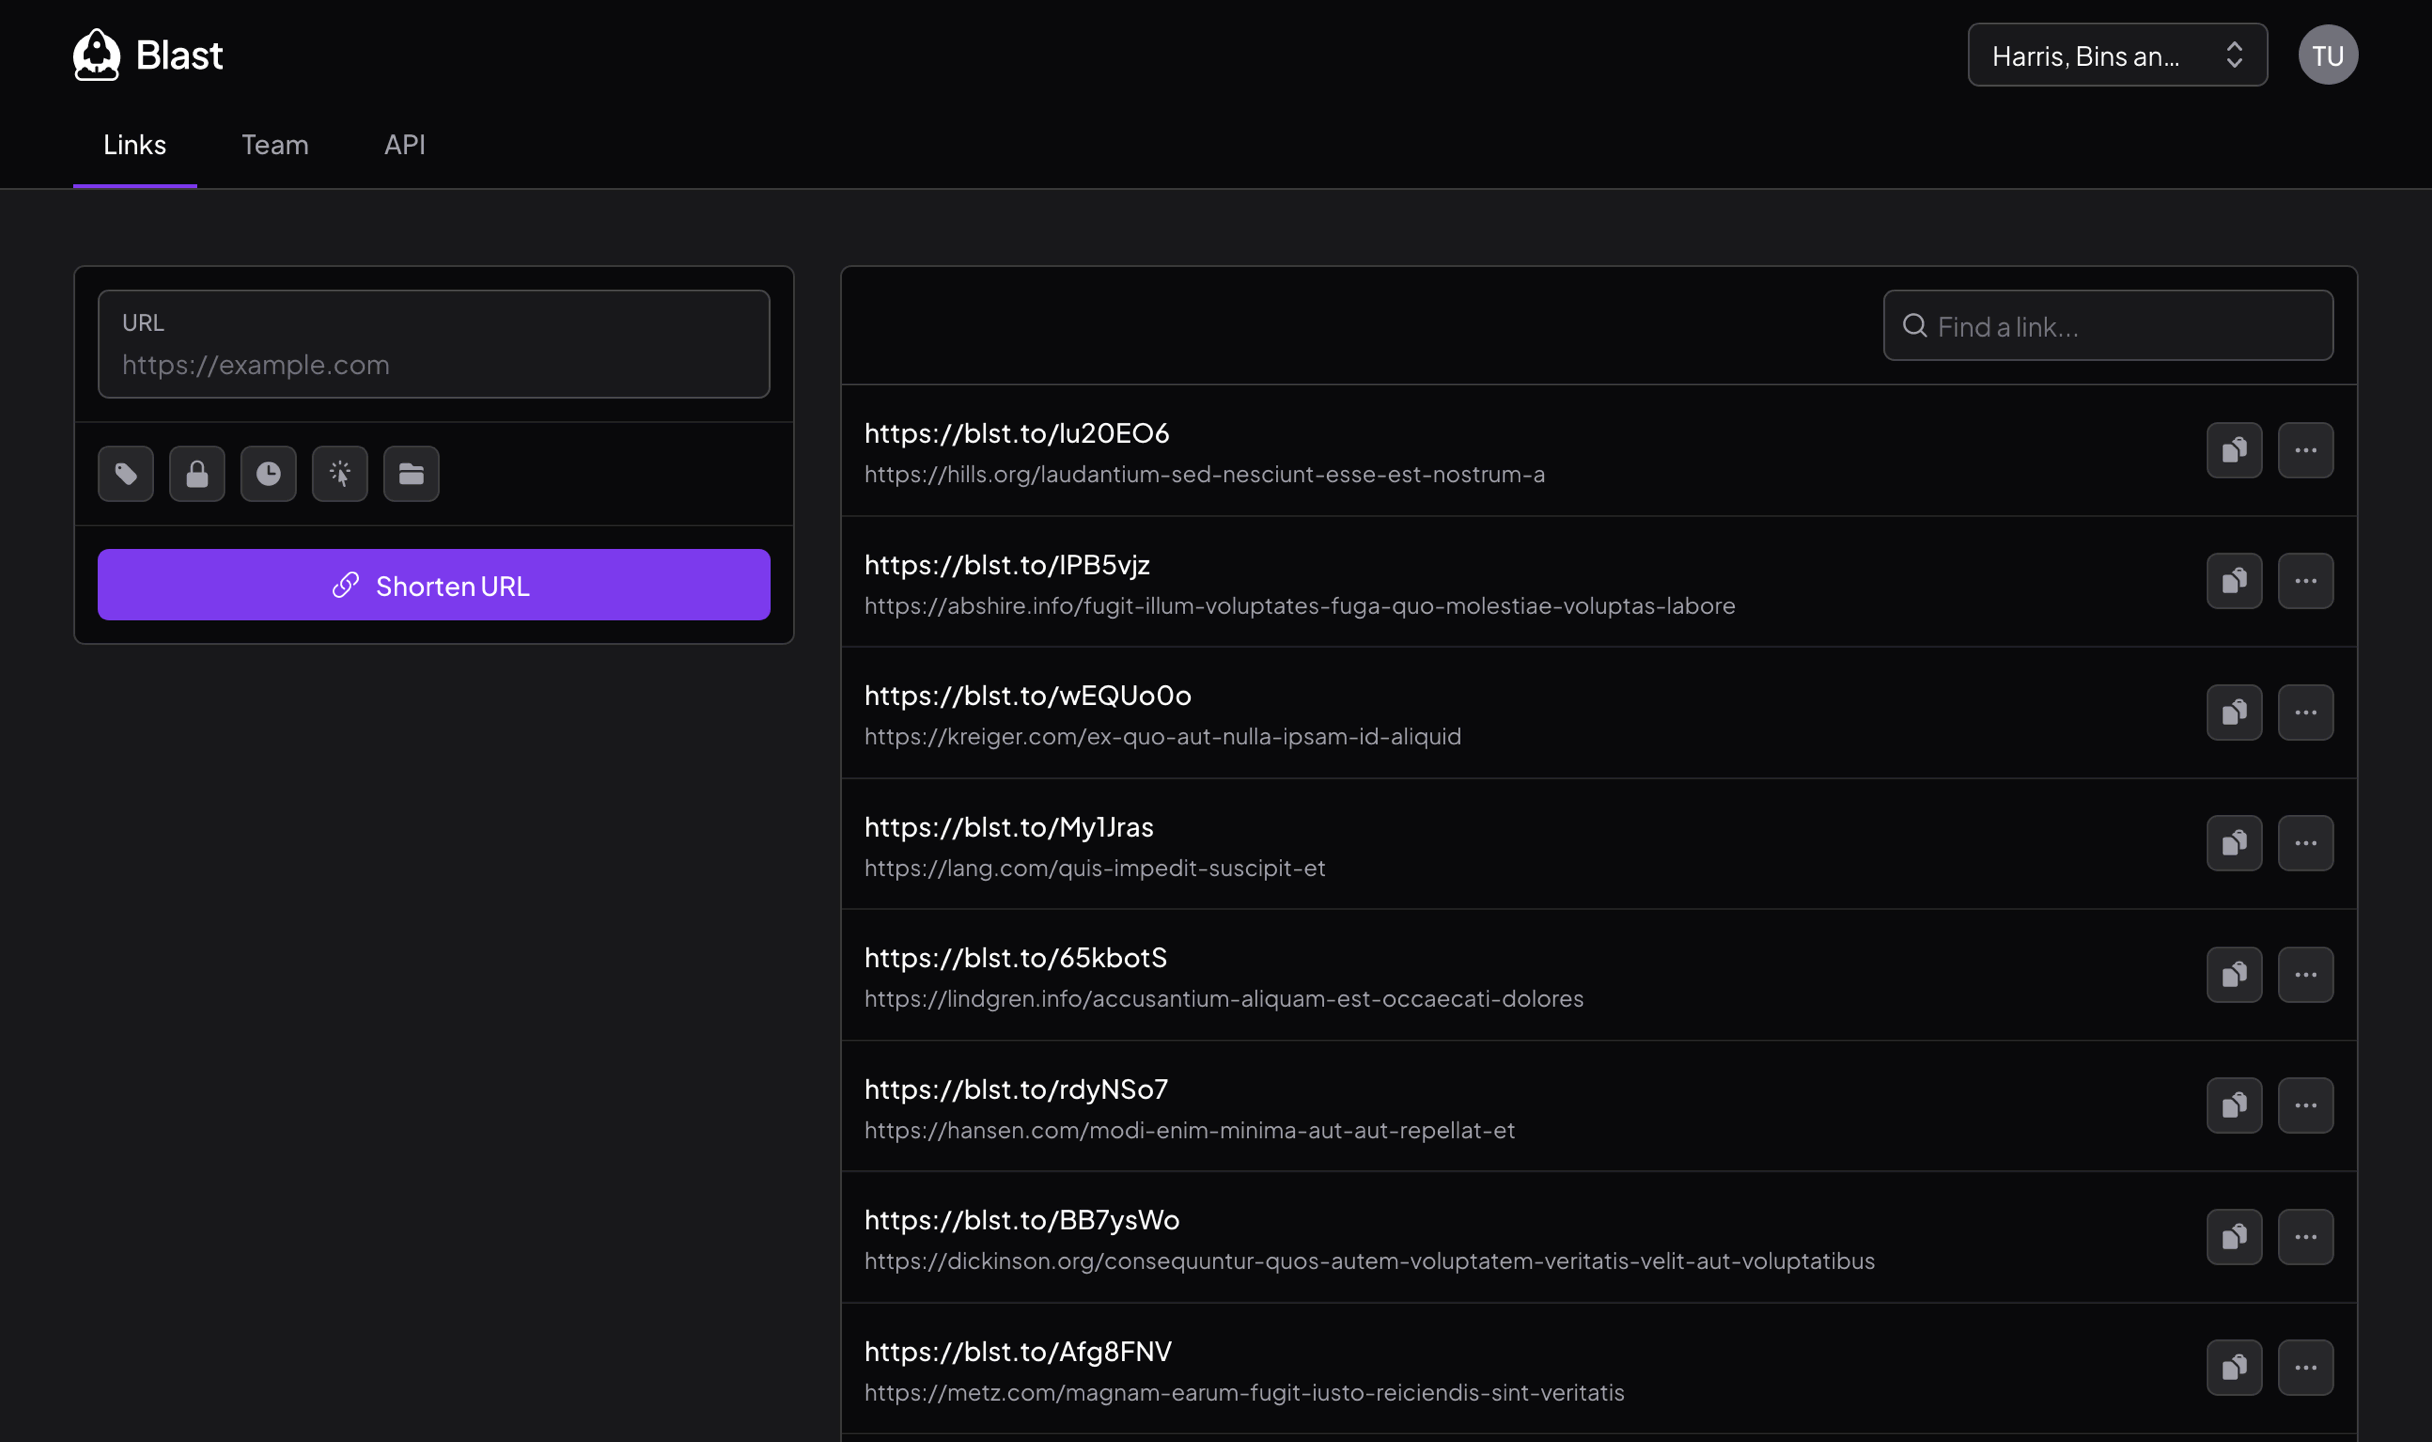 Blast
Harris, Bins an...
TU
Links
Team
API
URL
https://example.com
Shorten URL
Find a link...
https://blst.to/lu20EO6
https://hills.org/laudantium-sed-nesciunt-esse-est-nostrum-a
https://blst.to/IPB5vjz
https://abshire.info/fugit-illum-voluptates-fuga-quo-molestiae-voluptas-labore
https://blst.to/wEQUo0o
https://kreiger.com/ex-quo-aut-nulla-ipsam-id-aliquid
https://blst.to/My1Jras
https://lang.com/quis-impedit-suscipit-et
https://blst.to/65kbotS
https://lindgren.info/accusantium-aliquam-est-occaecati-dolores
https://blst.to/rdyNSo7
https://hansen.com/modi-enim-minima-aut-aut-repellat-et
https://blst.to/BB7ysWo
https://dickinson.org/consequuntur-quos-autem-voluptatem-veritatis-velit-aut-voluptatibus
https://blst.to/Afg8FNV
https://metz.com/magnam-earum-fugit-iusto-reiciendis-sint-veritatis